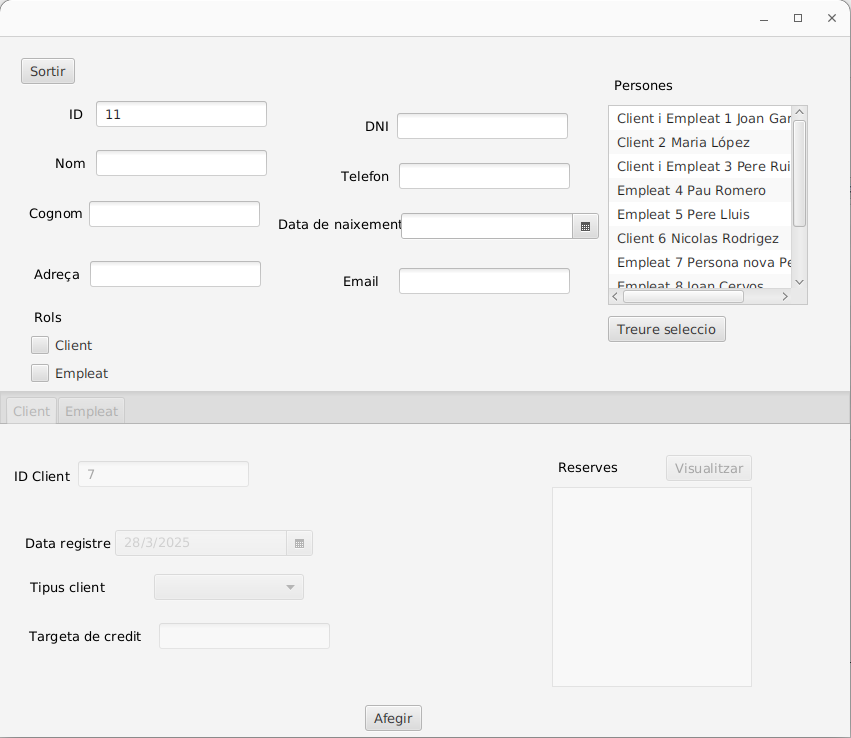 Sortir
ID 11
Nom
Cognom
Adreça
DNI
Telefon
Data de naixement
Email
Rols
Client
Empleat
Persones
Client i Empleat 1 Joan Gar
Client 2 Maria López
Client i Empleat 3 Pere Rui
Empleat 4 Pau Romero
Empleat 5 Pere Lluis
Client 6 Nicolas Rodrigez
Empleat 7 Persona nova Pe
Empleat 8 Joan Cervos
Treure seleccio
Client Empleat
ID Client 7
Data registre 28/3/2025
Tipus client
Targeta de credit
Reserves Visualitzar
Afegir